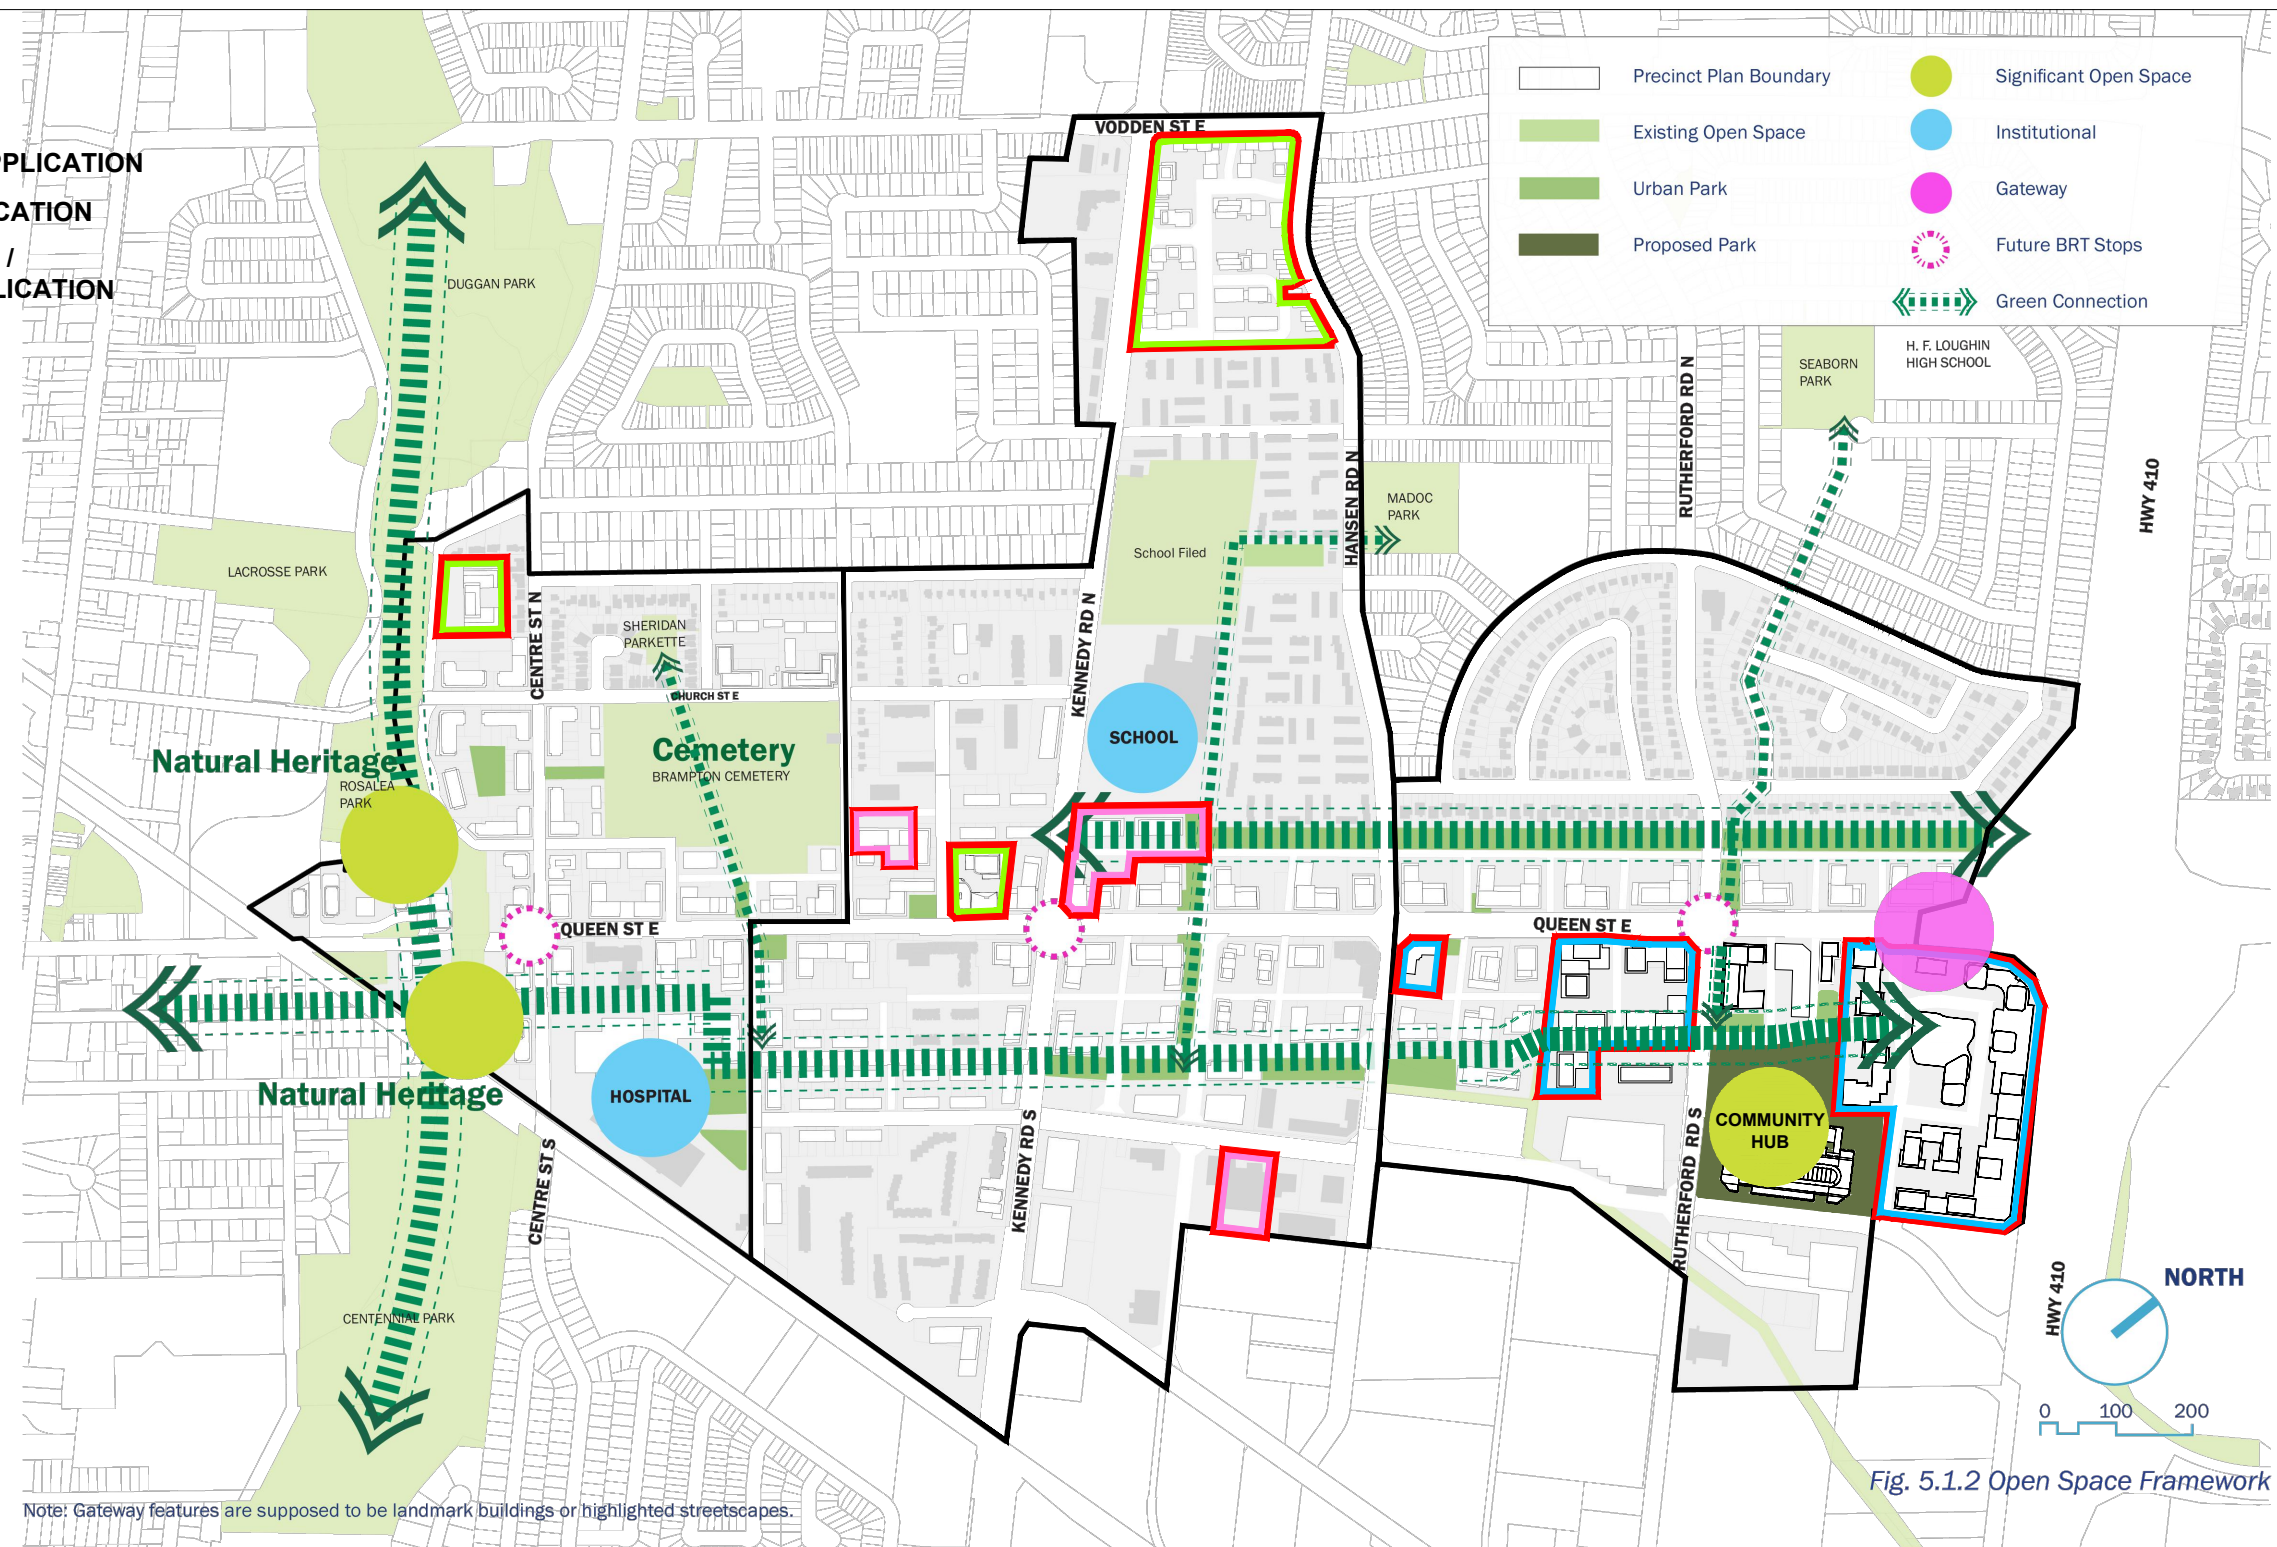 PLICATION
CATION
/
LICATION
VODDEN ST E
Precinct Plan Boundary
Significant Open Space
Existing Open Space
Institutional
Urban Park
Gateway
Proposed Park
Future BRT Stops
Green Connection
DUGGAN PARK
H. F. LOUGHIN
HIGH SCHOOL
SEABORN
PARK
RUTHERFORD RD N
HWY 410
HANSEN RD N
MADOC
PARK
School Filed
LACROSSE PARK
CENTRE ST N
SHERIDAN
PARKETTE
KENNEDY RD N
CHURCH ST E
SCHOOL
Natural Heritage
Cemetery
BRAMPTON CEMETERY
ROSALEA
PARK
QUEEN ST E
QUEEN ST E
Natural Heritage
HOSPITAL
COMMUNITY
HUB
CENTRE ST S
KENNEDY RD S
RUTHERFORD RD S
CENTENNIAL PARK
HWY 410
NORTH
0 100 200
Fig. 5.1.2 Open Space Framework
Note: Gateway features are supposed to be landmark buildings or highlighted streetscapes.